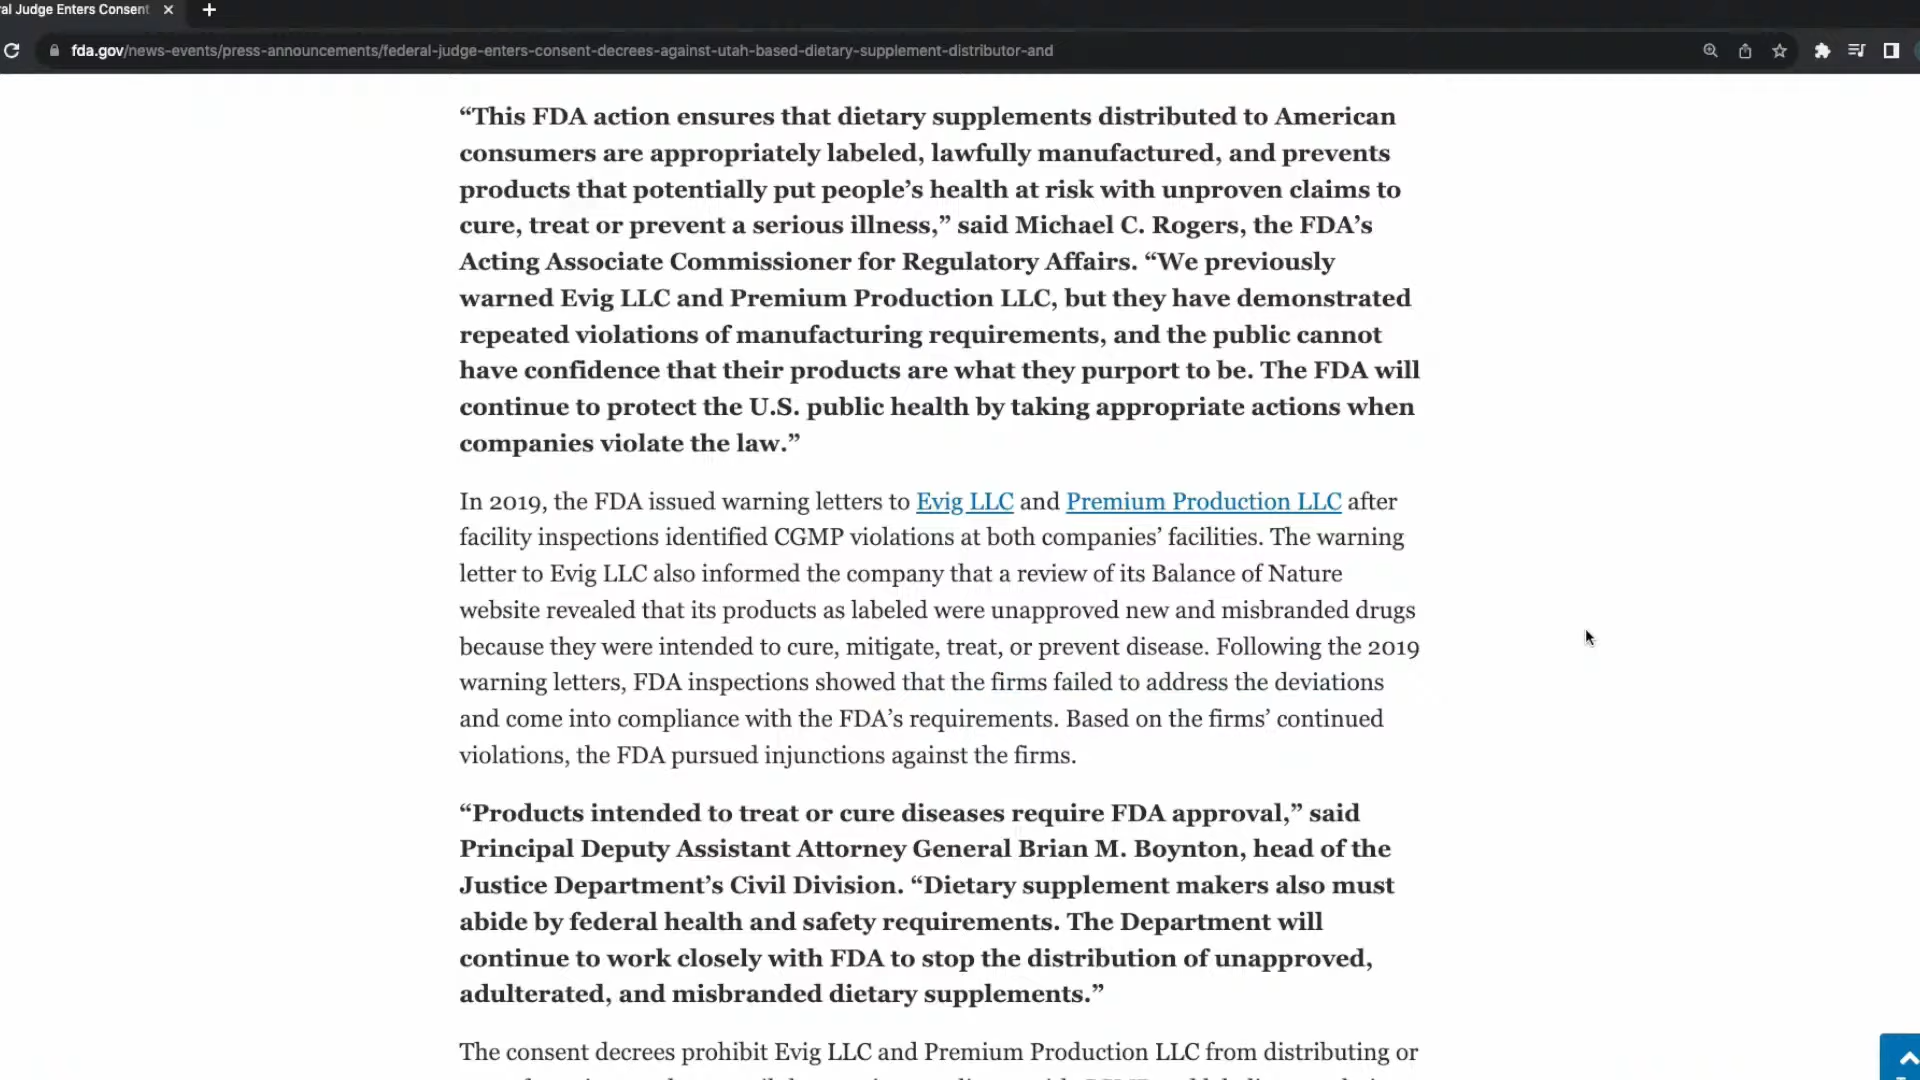 al Judge Enters Consent
fda.gov/news-events/press-announcements/federal-judge-enters-consent-decrees-against-utah-based-dietary-supplement-distributor-and
“This FDA action ensures that dietary supplements distributed to American
consumers are appropriately labeled, lawfully manufactured, and prevents
products that potentially put people’s health at risk with unproven claims to
cure, treat or prevent a serious illness,” said Michael C. Rogers, the FDA’s
Acting Associate Commissioner for Regulatory Affairs. “We previously
warned Evig LLC and Premium Production LLC, but they have demonstrated
repeated violations of manufacturing requirements, and the public cannot
have confidence that their products are what they purport to be. The FDA will
continue to protect the U.S. public health by taking appropriate actions when
companies violate the law.”
In 2019, the FDA issued warning letters to Evig LLC and Premium Production LLC after
facility inspections identified CGMP violations at both companies’ facilities. The warning
letter to Evig LLC also informed the company that a review of its Balance of Nature
website revealed that its products as labeled were unapproved new and misbranded drugs
because they were intended to cure, mitigate, treat, or prevent disease. Following the 2019
warning letters, FDA inspections showed that the firms failed to address the deviations
and come into compliance with the FDA’s requirements. Based on the firms’ continued
violations, the FDA pursued injunctions against the firms.
“Products intended to treat or cure diseases require FDA approval,” said
Principal Deputy Assistant Attorney General Brian M. Boynton, head of the
Justice Department’s Civil Division. “Dietary supplement makers also must
abide by federal health and safety requirements. The Department will
continue to work closely with FDA to stop the distribution of unapproved,
adulterated, and misbranded dietary supplements.”
The consent decrees prohibit Evig LLC and Premium Production LLC from distributing or